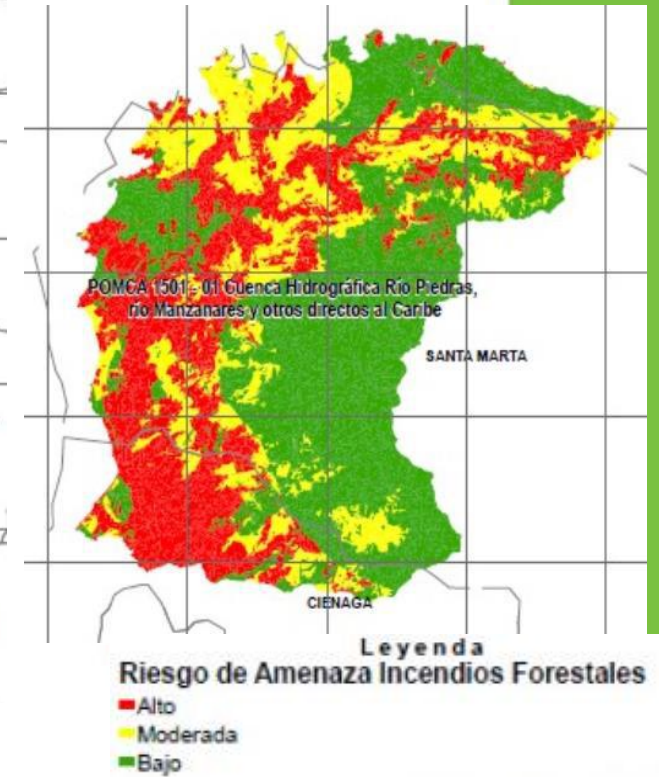 POMCA 1501 - 01 Cuenca Hidrográfica Río Piedras,
río Manzanares y otros directos al Caribe
SANTA MARTA
CIENAGA
Leyenda
Riesgo de Amenaza Incendios Forestales
Alto
Moderada
Bajo